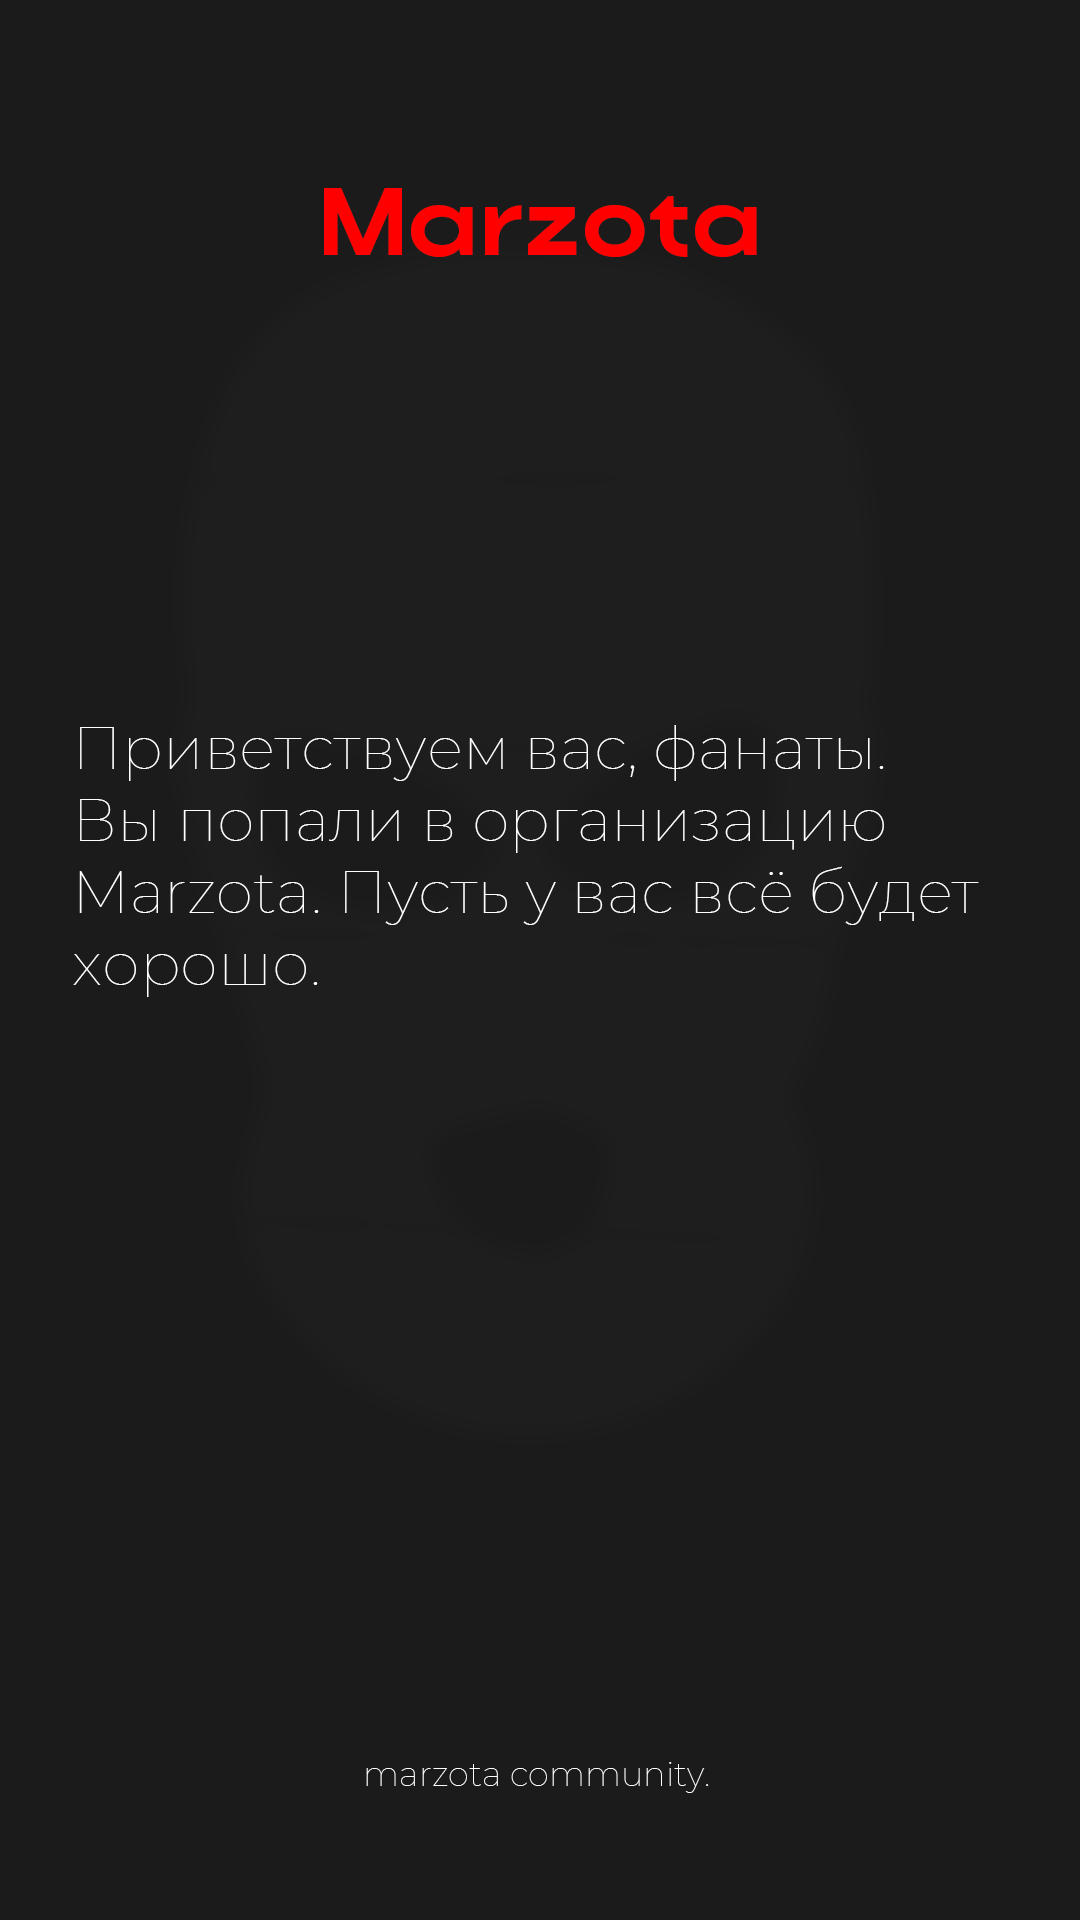 Marzota
Приветствуем вас, фанаты.
Вы попали в организацию
Marzota. Пусть у вас всё будет
хорошо.
marzota community.